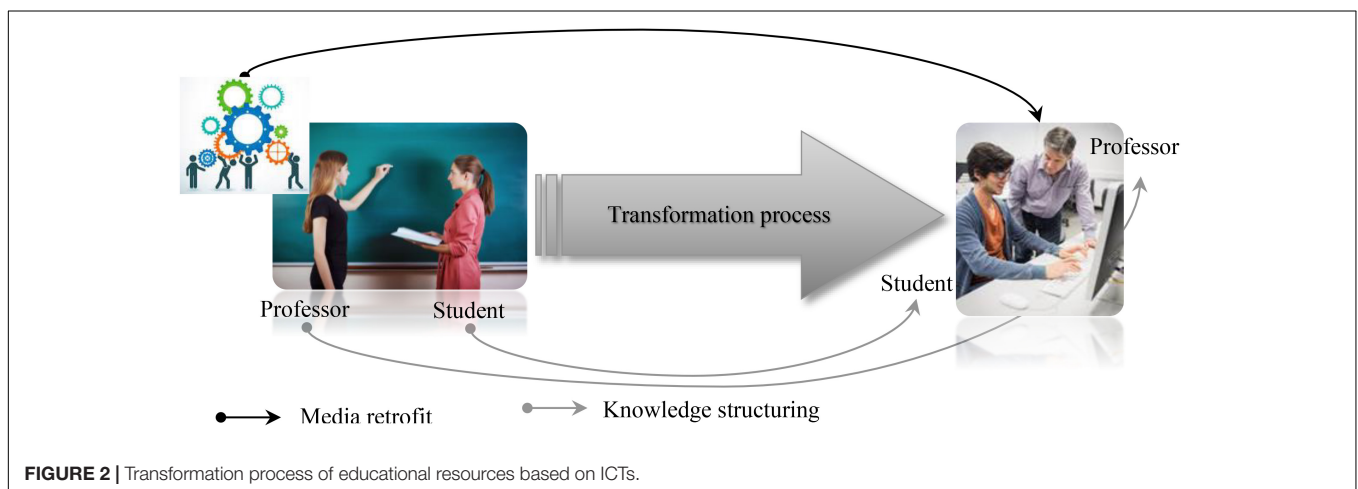 Professor
Transformation process
Student
Professor
Student
Media retrofit
Knowledge structuring
FIGURE 2 | Transformation process of educational resources based on ICTs.